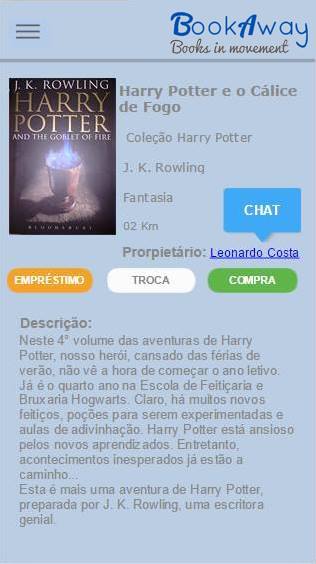 BookAway
Books in movement
J. K. ROWLING
HARRY
POTTER
AND THE GOBLET OF FIRE
BLOOMSBURY
Harry Potter e o Cálice
de Fogo
Coleção Harry Potter
J. K. Rowling
Fantasia
02 Km
CHAT
Prorpietário: Leonardo Costa
EMPRÉSTIMO TROCA COMPRA
Descrição:
Neste 4° volume das aventuras de Harry
Potter, nosso herói, cansado das férias de
verão, não vê a hora de começar o ano letivo.
Já é o quarto ano na Escola de Feitiçaria e
Bruxaria Hogwarts. Claro, há muitos novos
feitiços, poções para serem experimentadas e
aulas de adivinhação. Harry Potter está ansioso
pelos novos aprendizados. Entretanto,
acontecimentos inesperados já estão a
caminho...
Esta é mais uma aventura de Harry Potter,
preparada por J. K. Rowling, uma escritora
genial.